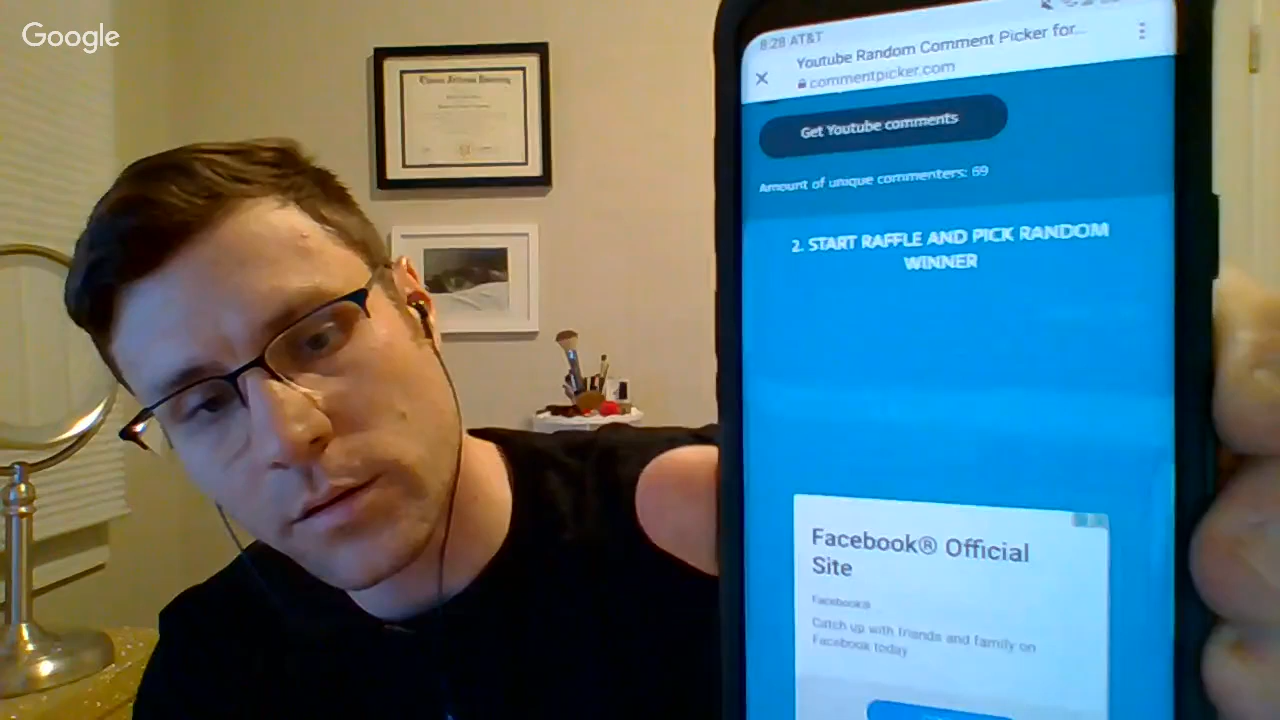 Google
8:28 AT&T
Youtube Random Comment Picker for...
commentpicker.com
Get Youtube comments
Amount of unique commenters: 69
2. START RAFFLE AND PICK RANDOM
WINNER
Facebook® Official
Site
Facebook®
Catch up with friends and family on
Facebook today